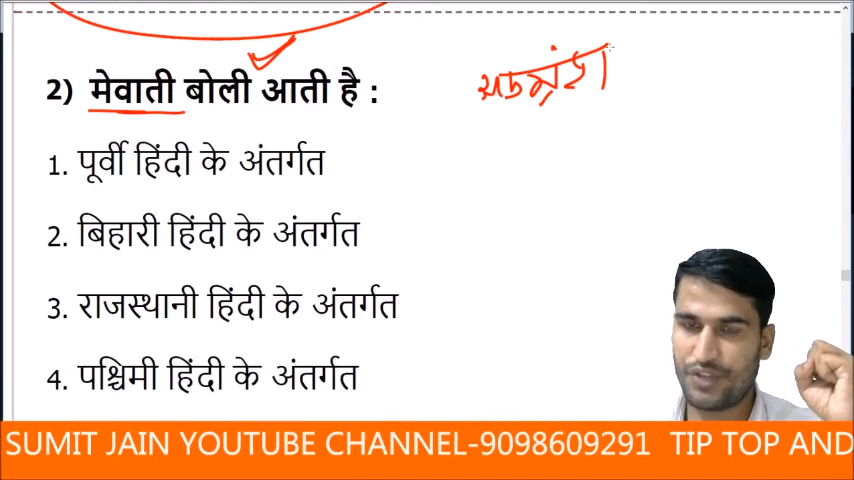 2) मेवाती बोली आती है :
1. पूर्वी हिंदी के अंतर्गत
2. बिहारी हिंदी के अंतर्गत
3. राजस्थानी हिंदी के अंतर्गत
4. पश्चिमी हिंदी के अंतर्गत
SUMIT JAIN YOUTUBE CHANNEL-9098609291 TIP TOP AND